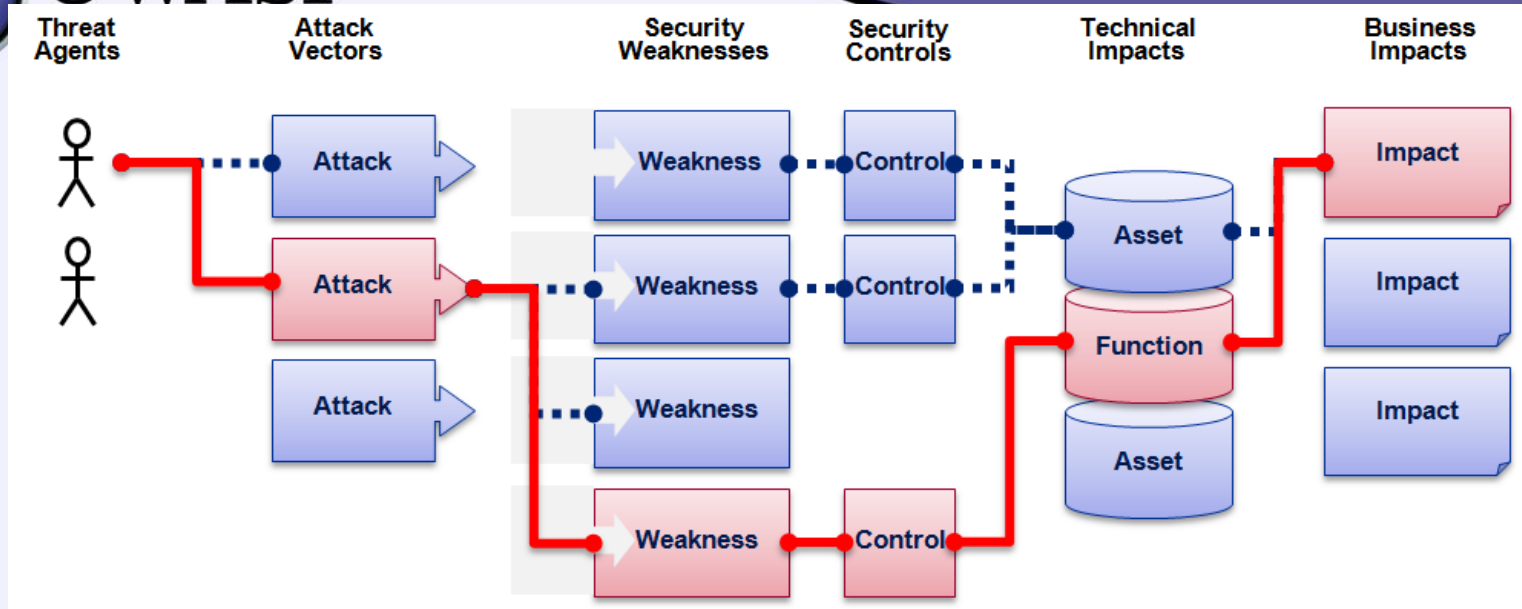 Threat
Agents
Attack
Vectors
Security
Weaknesses
Security
Controls
Technical
Impacts
Business
Impacts
Attack
Weakness
Control
Impact
Asset
Attack
Weakness
Control
Impact
Function
Attack
Weakness
Impact
Asset
Weakness
Control